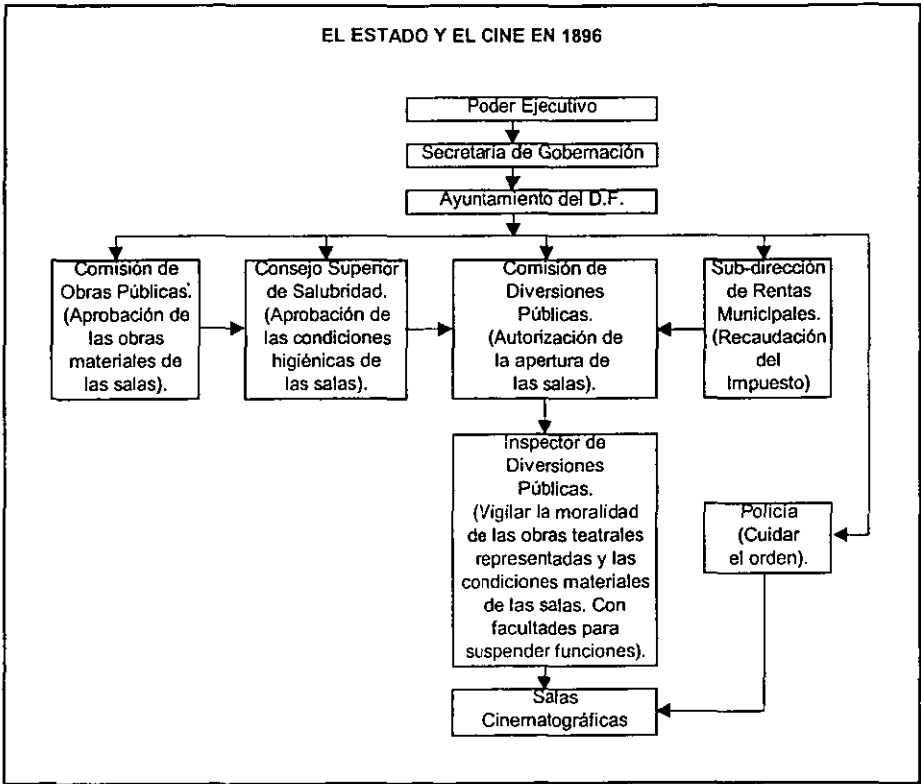 EL ESTADO Y EL CINE EN 1896
Poder Ejecutivo
Secretaria de Gobernación
Ayuntamiento del D.F.
Comisión de
Obras Públicas.
(Aprobación de
las obras
materiales de
las salas).
Consejo Superior
de Salubridad.
(Aprobación de
las condiciones
higiénicas de
las salas).
Comisión de
Diversiones
Públicas.
(Autorización de
la apertura de
las salas).
Sub-dirección
de Rentas
Municipales.
(Recaudación
del
Impuesto)
Inspector de
Diversiones
Públicas.
(Vigilar la moralidad
de las obras teatrales
representadas y las
condiciones materiales
de las salas. Con
facultades para
suspender funciones).
Policía
(Cuidar
el orden).
Salas
Cinematográficas